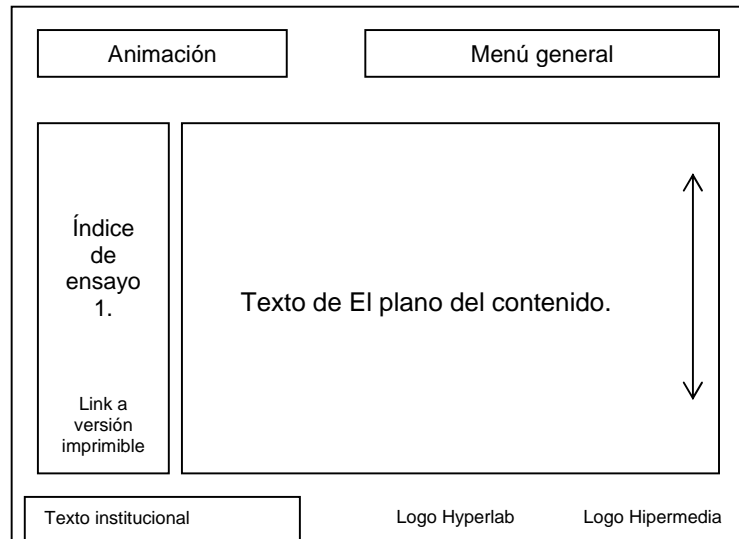 Animación
Menú general
Índice
de
ensayo
1.
Link a
versión
imprimible
Texto de El plano del contenido.
Texto institucional
Logo Hyperlab
Logo Hipermedia